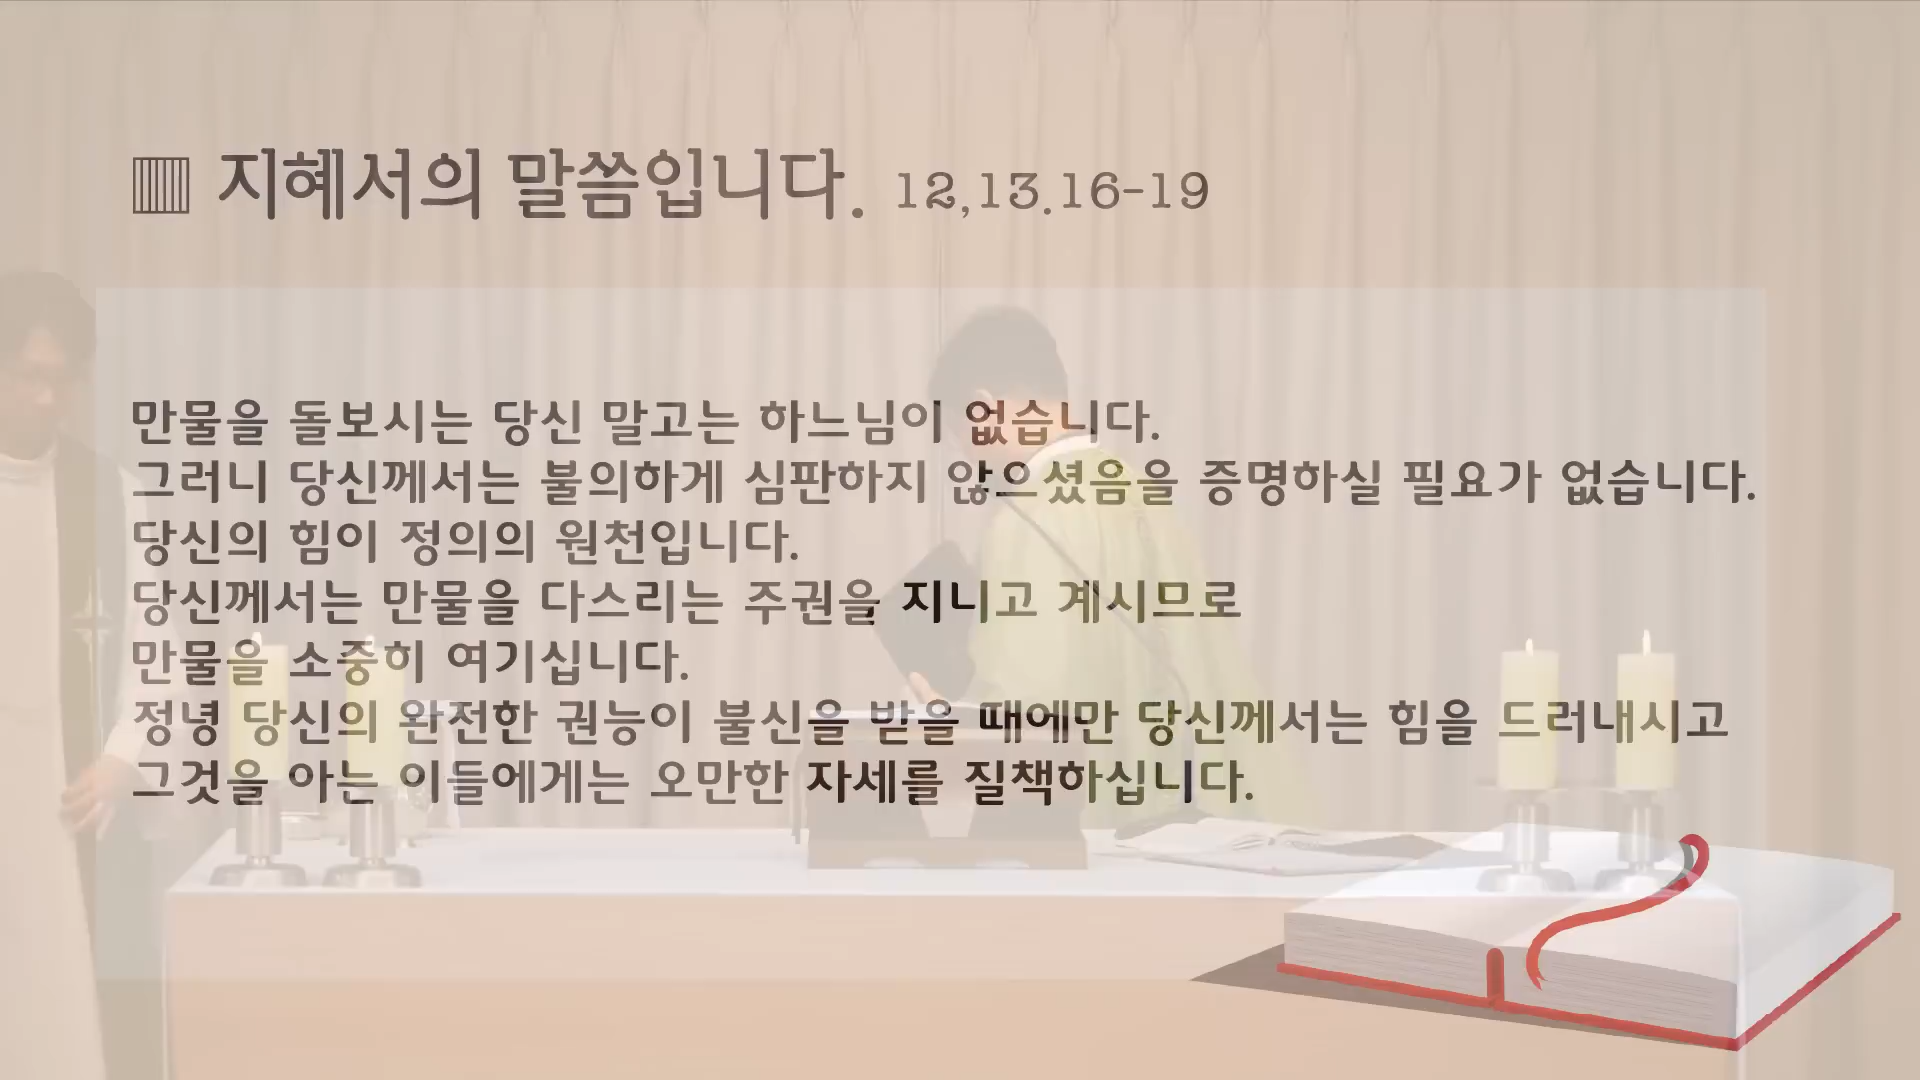 ▥ 지혜서의 말씀입니다. 12,13.16-19
만물을 돌보시는 당신 말고는 하느님이 없습니다.
그러니 당신께서는 불의하게 심판하지 않으셨음을 증명하실 필요가 없습니다.
당신의 힘이 정의의 원천입니다.
당신께서는 만물을 다스리는 주권을 지니고 계시므로
만물을 소중히 여기십니다.
정녕 당신의 완전한 권능이 불신을 받을 때에만 당신께서는 힘을 드러내시고
그것을 아는 이들에게는 오만한 자세를 질책하십니다.